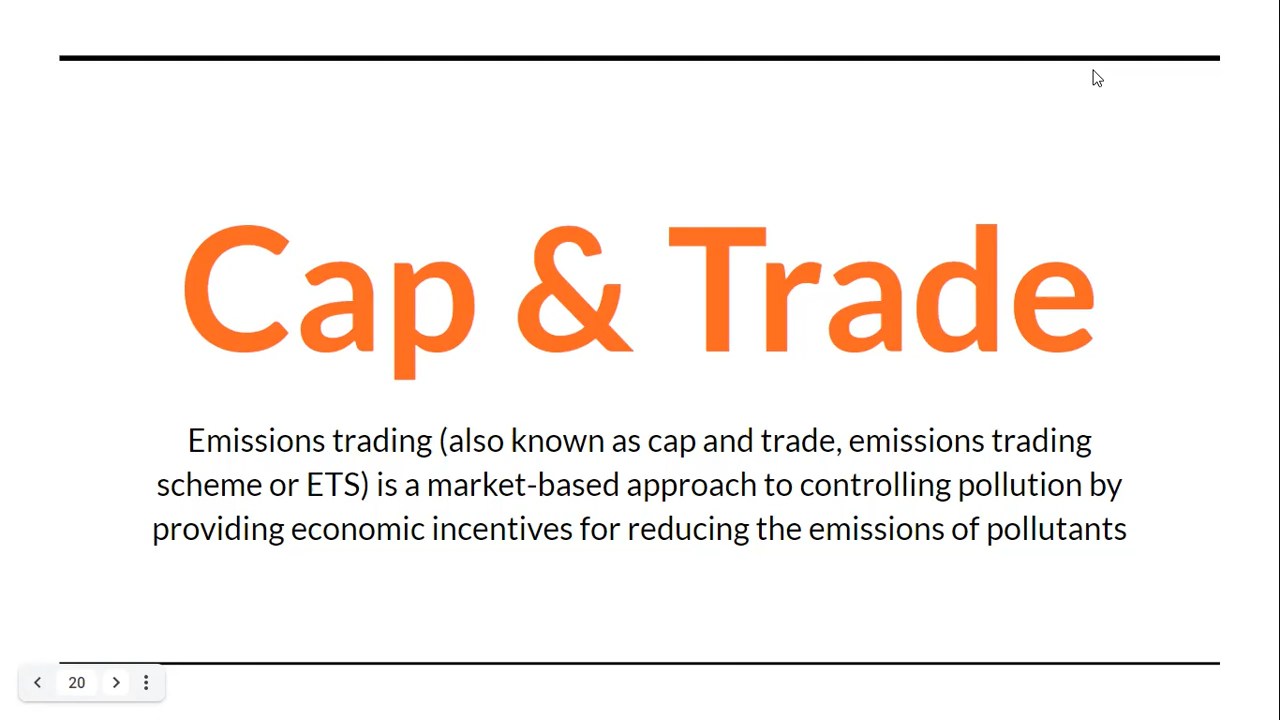 Cap & Trade
Emissions trading (also known as cap and trade, emissions trading
scheme or ETS) is a market-based approach to controlling pollution by
providing economic incentives for reducing the emissions of pollutants
20